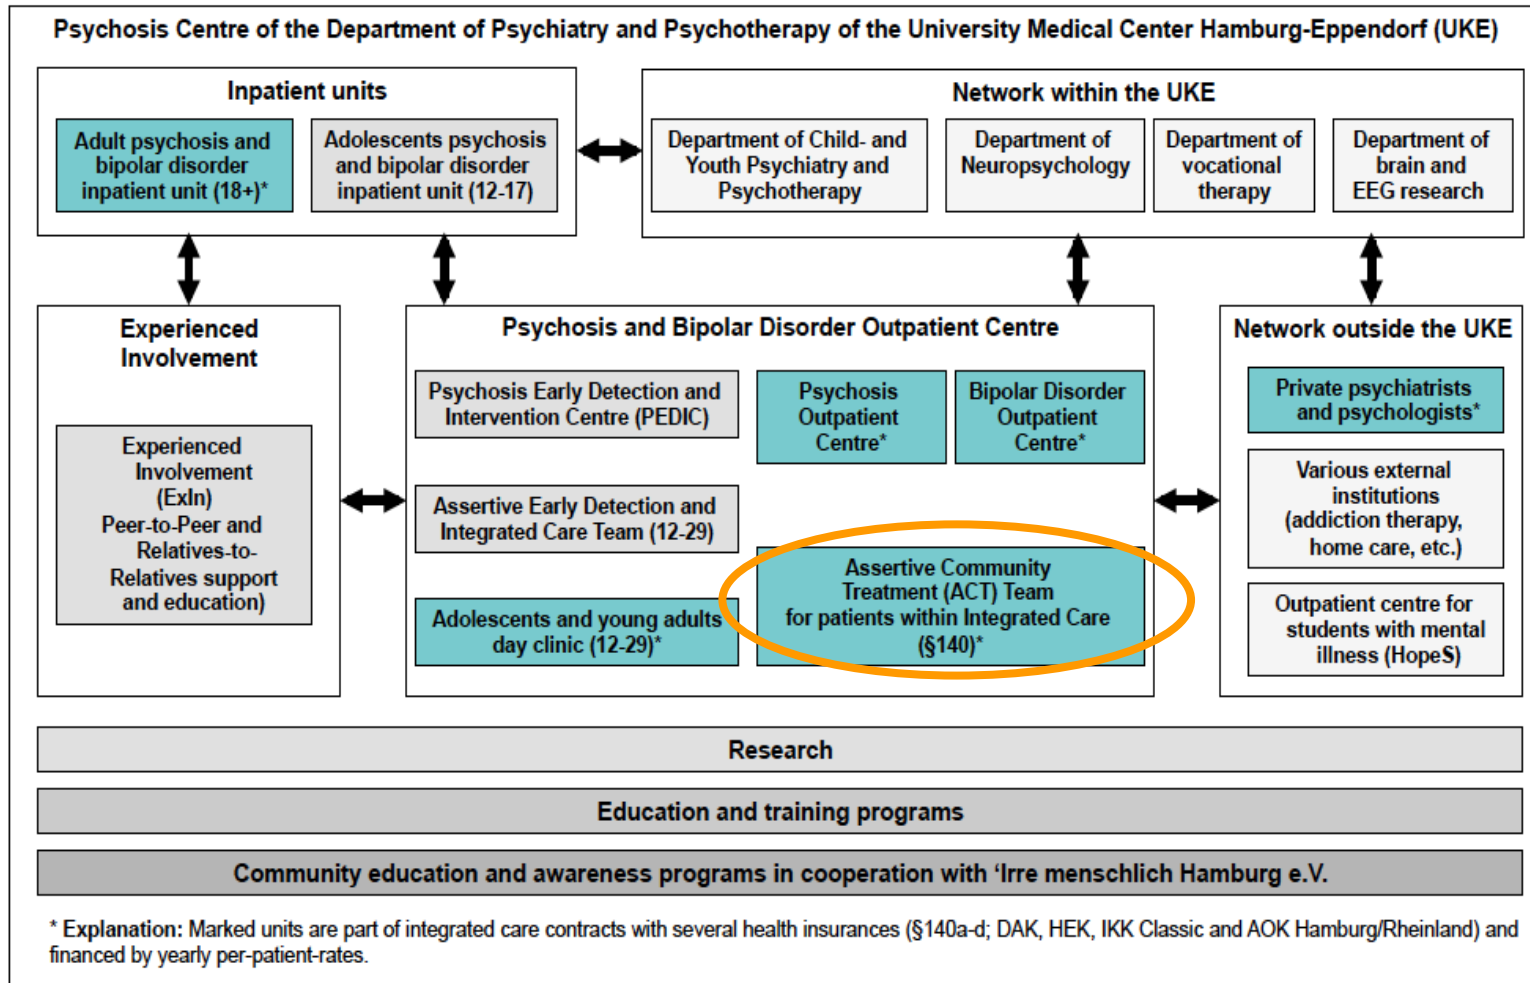 Psychosis Centre of the Department of Psychiatry and Psychotherapy of the University Medical Center Hamburg-Eppendorf (UKE)
Inpatient units
Adult psychosis and
bipolar disorder
inpatient unit (18+)*
Adolescents psychosis
and bipolar disorder
inpatient unit (12-17)
Network within the UKE
Department of Child- and
Youth Psychiatry and
Psychotherapy
Department of
Neuropsychology
Department of
vocational
therapy
Department of
brain and
EEG research
Experienced
Involvement
Experienced
Involvement
(ExIn)
Peer-to-Peer and
Relatives-to-
Relatives support
and education)
Psychosis and Bipolar Disorder Outpatient Centre
Psychosis Early Detection and
Intervention Centre (PEDIC)
Psychosis
Outpatient
Centre*
Bipolar Disorder
Outpatient
Centre*
Assertive Early Detection and
Integrated Care Team (12-29)
Adolescents and young adults
day clinic (12-29)*
Assertive Community
Treatment (ACT) Team
for patients within Integrated Care
(§140)*
Network outside the UKE
Private psychiatrists
and psychologists*
Various external
institutions
(addiction therapy,
home care, etc.)
Outpatient centre for
students with mental
illness (HopeS)
Research
Education and training programs
Community education and awareness programs in cooperation with ‘Irre menschlich Hamburg e.V.
* Explanation: Marked units are part of integrated care contracts with several health insurances (§140a-d; DAK, HEK, IKK Classic and AOK Hamburg/Rheinland) and
financed by yearly per-patient-rates.